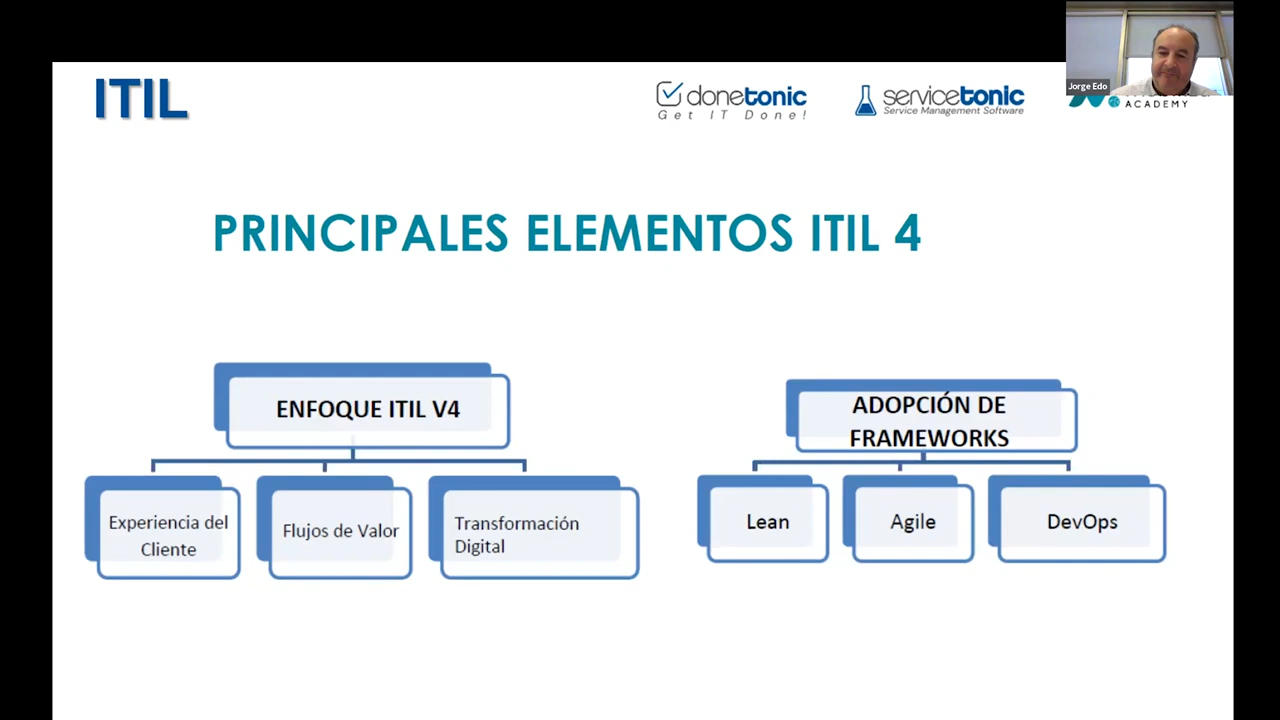 ITIL
donetonic
Get IT Done!
servicetonic
Service Management Software
Jorge Edo
ACADEMY
PRINCIPALES ELEMENTOS ITIL 4
ENFOQUE ITIL V4
Experiencia del
Cliente
Flujos de Valor
Transformación
Digital
ADOPCIÓN DE
FRAMEWORKS
Lean
Agile
DevOps